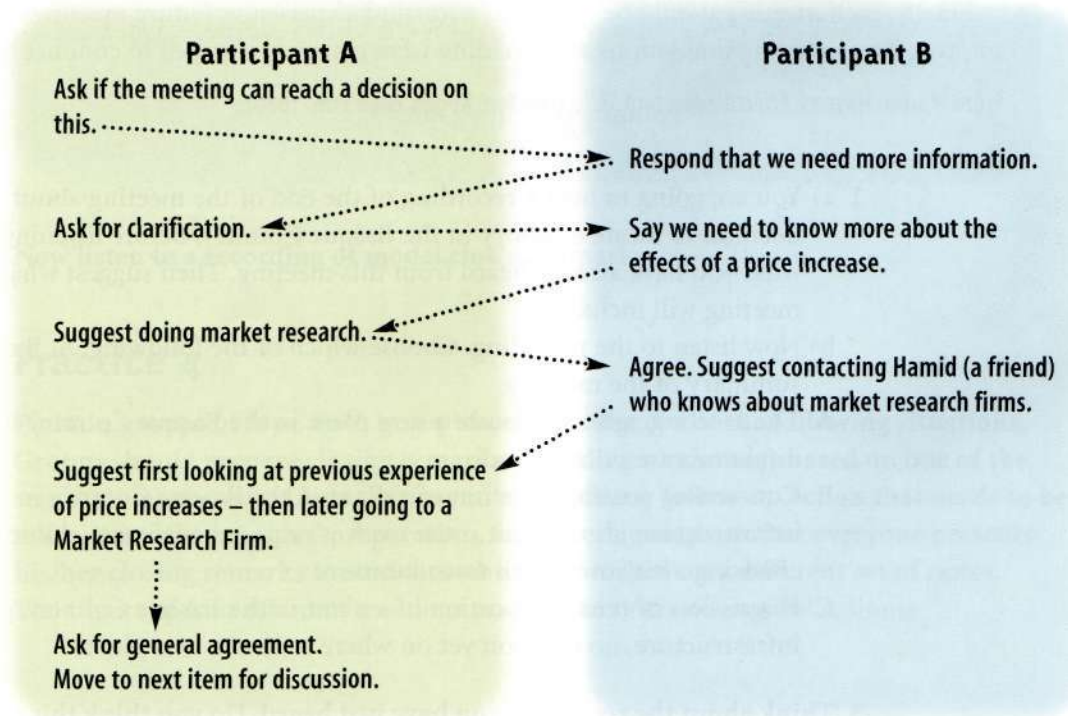 Participant A
Participant B
Ask if the meeting can reach a decision on
this.
Respond that we need more information.
Ask for clarification.
Say we need to know more about the
effects of a price increase.
Suggest doing market research.
Agree. Suggest contacting Hamid (a friend)
who knows about market research firms.
Suggest first looking at previous experience
of price increases – then later going to a
Market Research Firm.
Ask for general agreement.
Move to next item for discussion.